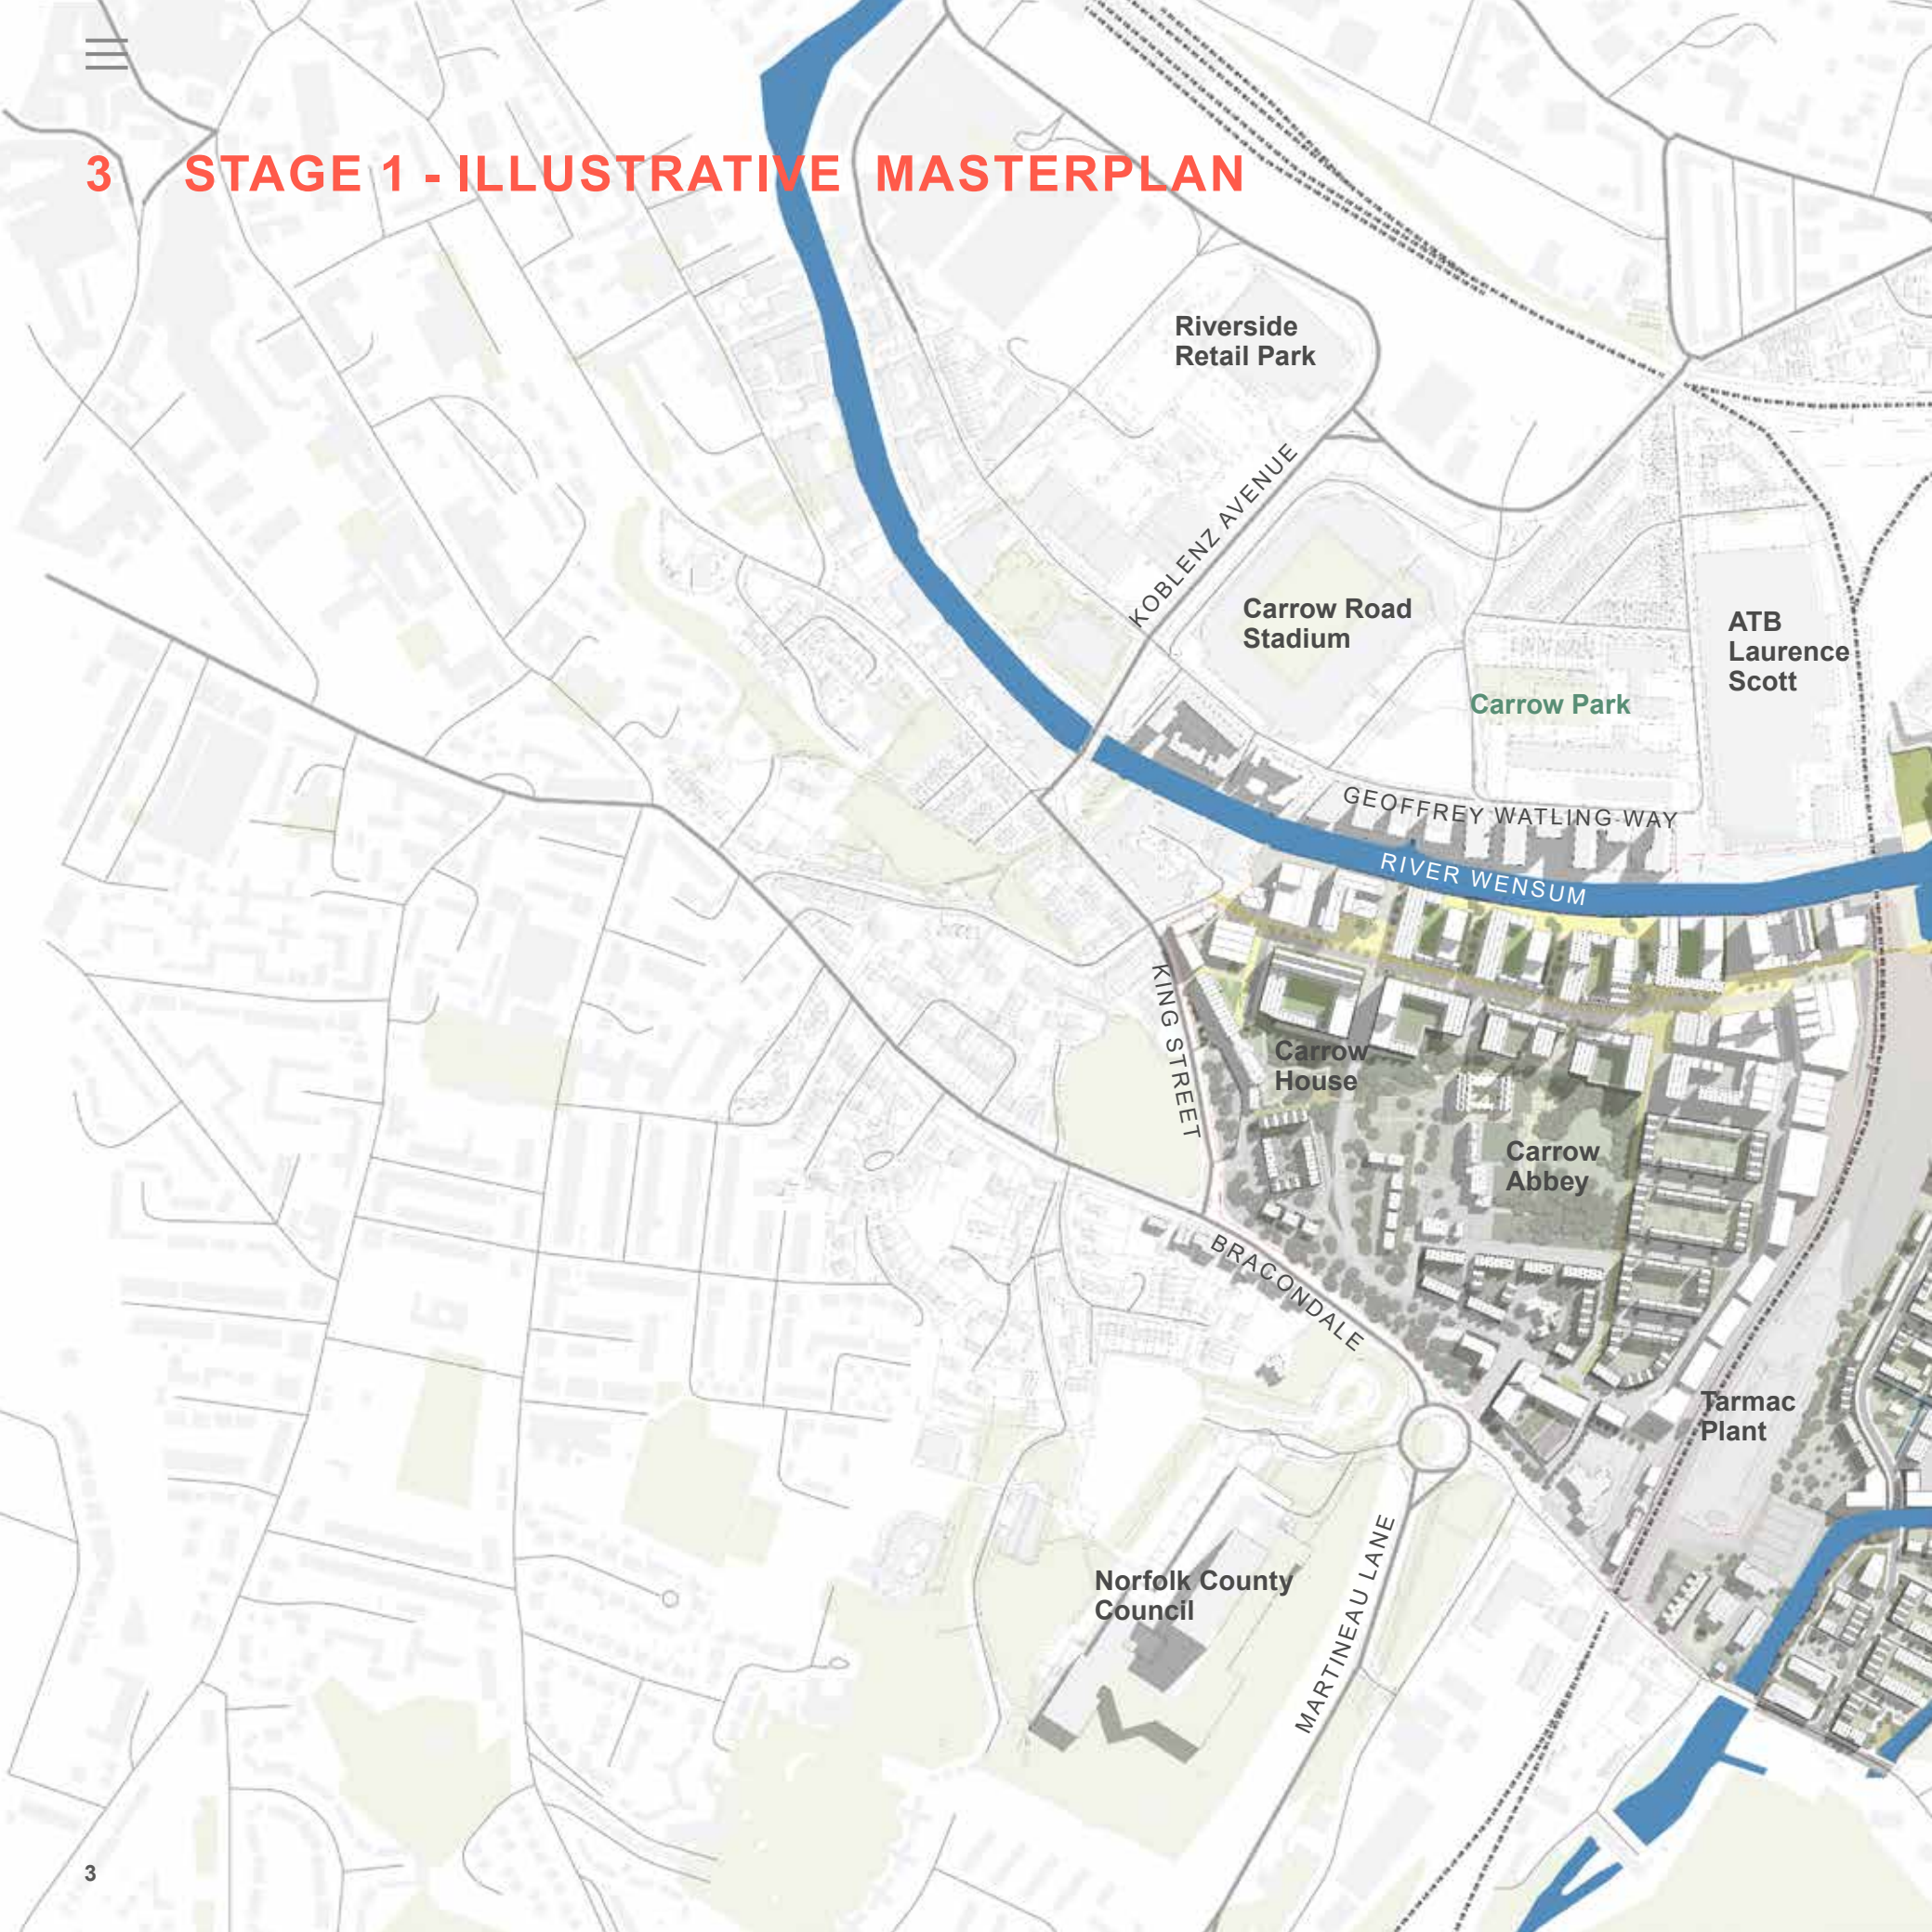 3 STAGE 1 - ILLUSTRATIVE MASTERPLAN
Riverside
Retail Park
KOBLENZ AVENUE
Carrow Road
Stadium
ATB
Laurence
Scott
Carrow Park
GEOFFREY WATLING WAY
RIVER WENSUM
KING STREET
Carrow
House
Carrow
Abbey
BRACONDALE
Tarmac
Plant
Norfolk County
Council
MARTINEAU LANE
3